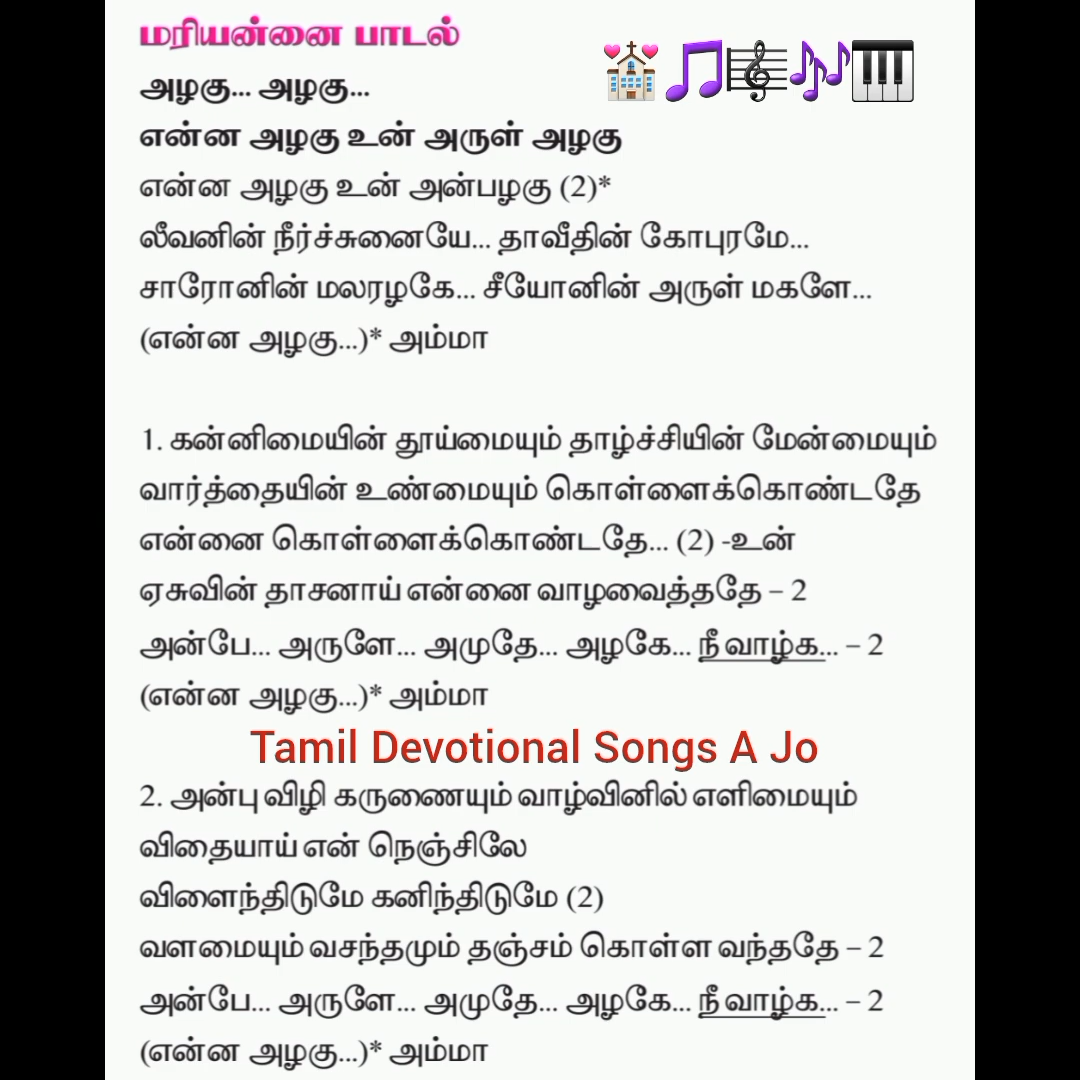 மரியன்னை பாடல்
அழகு... அழகு...
என்ன அழகு உன் அருள் அழகு
என்ன அழகு உன் அன்பழகு (2)*
லீவனின் நீர்ச்சுனையே... தாவீதின் கோபுரமே...
சாரோனின் மலரழகே... சீயோனின் அருள் மகளே...
(என்ன அழகு...)* அம்மா
1. கன்னிமையின் தூய்மையும் தாழ்ச்சியின் மேன்மையும்
வார்த்தையின் உண்மையும் கொள்ளைக்கொண்டதே
என்னை கொள்ளைக்கொண்டதே... (2) -உன்
ஏசுவின் தாசனாய் என்னை வாழவைத்ததே – 2
அன்பே... அருளே... அமுதே... அழகே... நீ வாழ்க... – 2
(என்ன அழகு...)* அம்மா
Tamil Devotional Songs A Jo
2. அன்பு விழி கருணையும் வாழ்வினில் எளிமையும்
விதையாய் என் நெஞ்சிலே
விளைந்திடுமே கனிந்திடுமே (2)
வளமையும் வசந்தமும் தஞ்சம் கொள்ள வந்ததே – 2
அன்பே... அருளே... அமுதே... அழகே... நீ வாழ்க... – 2
(என்ன அழகு...)* அம்மா